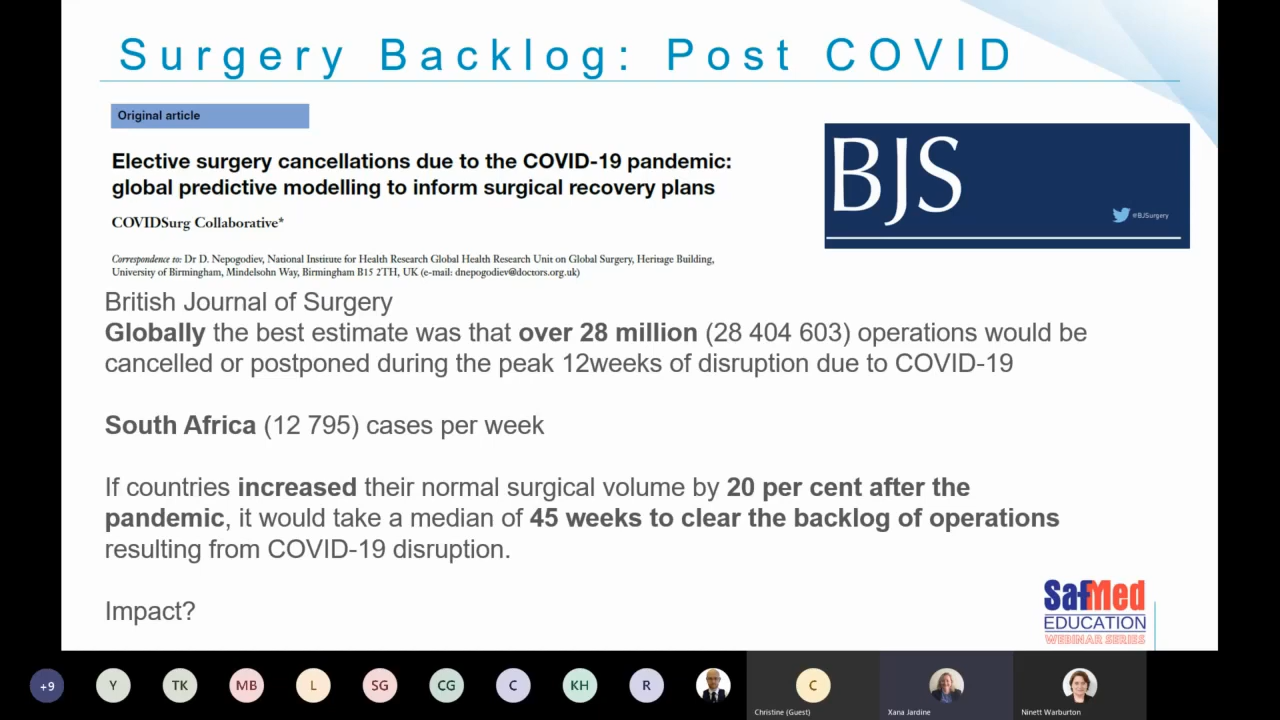 Surgery Backlog: Post COVID
Original article
Elective surgery cancellations due to the COVID-19 pandemic:
global predictive modelling to inform surgical recovery plans
COVIDSurg Collaborative*
Correspondence to: Dr D. Nepogodiev, National Institute for Health Research Global Health Research Unit on Global Surgery, Heritage Building,
University of Birmingham, Mindelsohn Way, Birmingham B15 2TH, UK (e-mail: dnepogodiev@doctors.org.uk)
BJS
@BJSurgery
British Journal of Surgery
Globally the best estimate was that over 28 million (28 404 603) operations would be
cancelled or postponed during the peak 12weeks of disruption due to COVID-19
South Africa (12 795) cases per week
If countries increased their normal surgical volume by 20 per cent after the
pandemic, it would take a median of 45 weeks to clear the backlog of operations
resulting from COVID-19 disruption.
Impact?
SafMed
EDUCATION
WEBINAR SERIES
+9
Y
TK
MB
L
SG
CG
C
KH
R
C
Christine (Guest)
Xana Jardine
Ninett Warburton